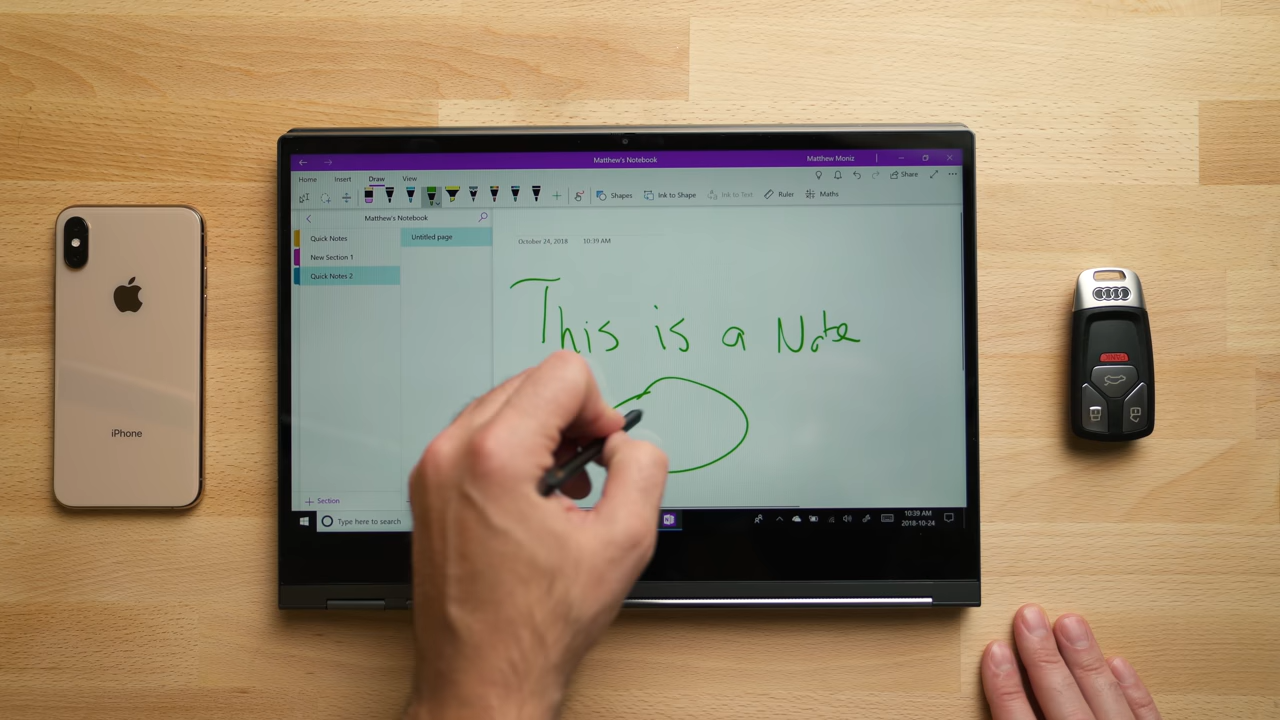 Matthew's Notebook
Matthew Moniz
Home Insert Draw View
Share
Shapes Ink to Shape Ink to Text Ruler Maths
Matthew's Notebook
Quick Notes
New Section 1
Quick Notes 2
Untitled page
October 24, 2018 10:39 AM
This is a Note
+ Section
Type here to search
10:39 AM
2018-10-24
iPhone